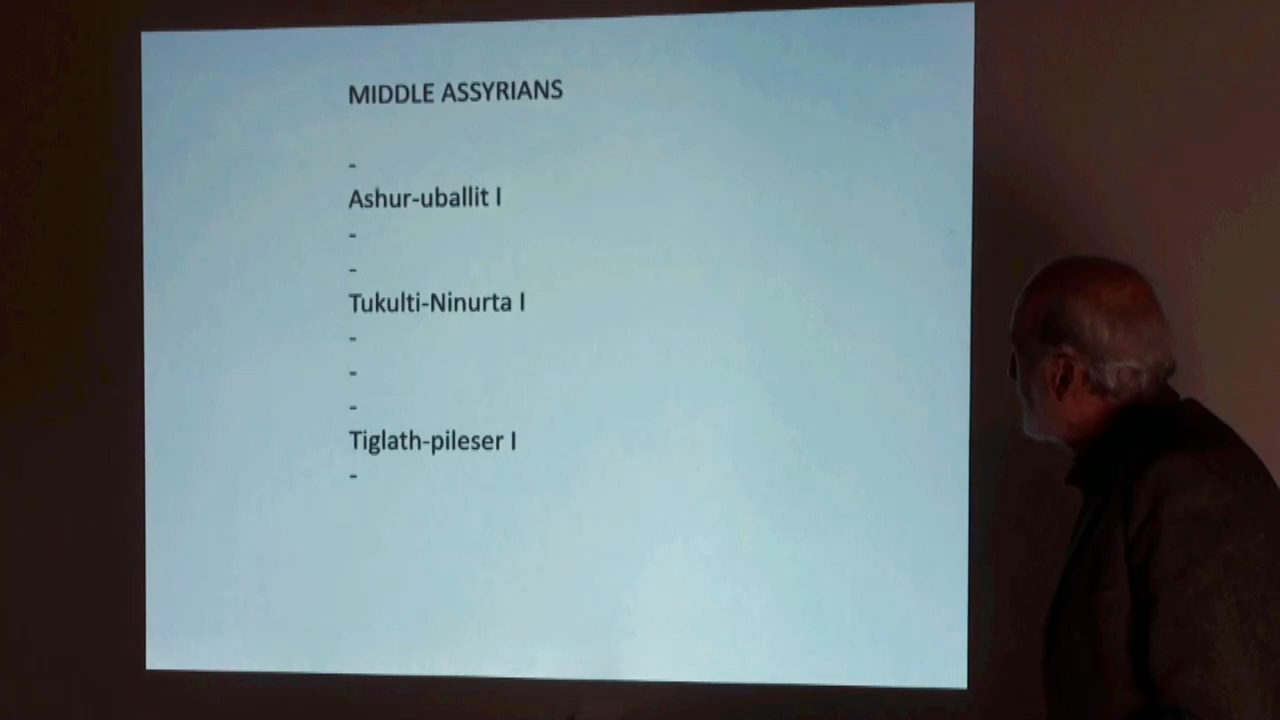 MIDDLE ASSYRIANS
-
Ashur-uballit I
-
-
Tukulti-Ninurta I
-
-
-
Tiglath-pileser I
-